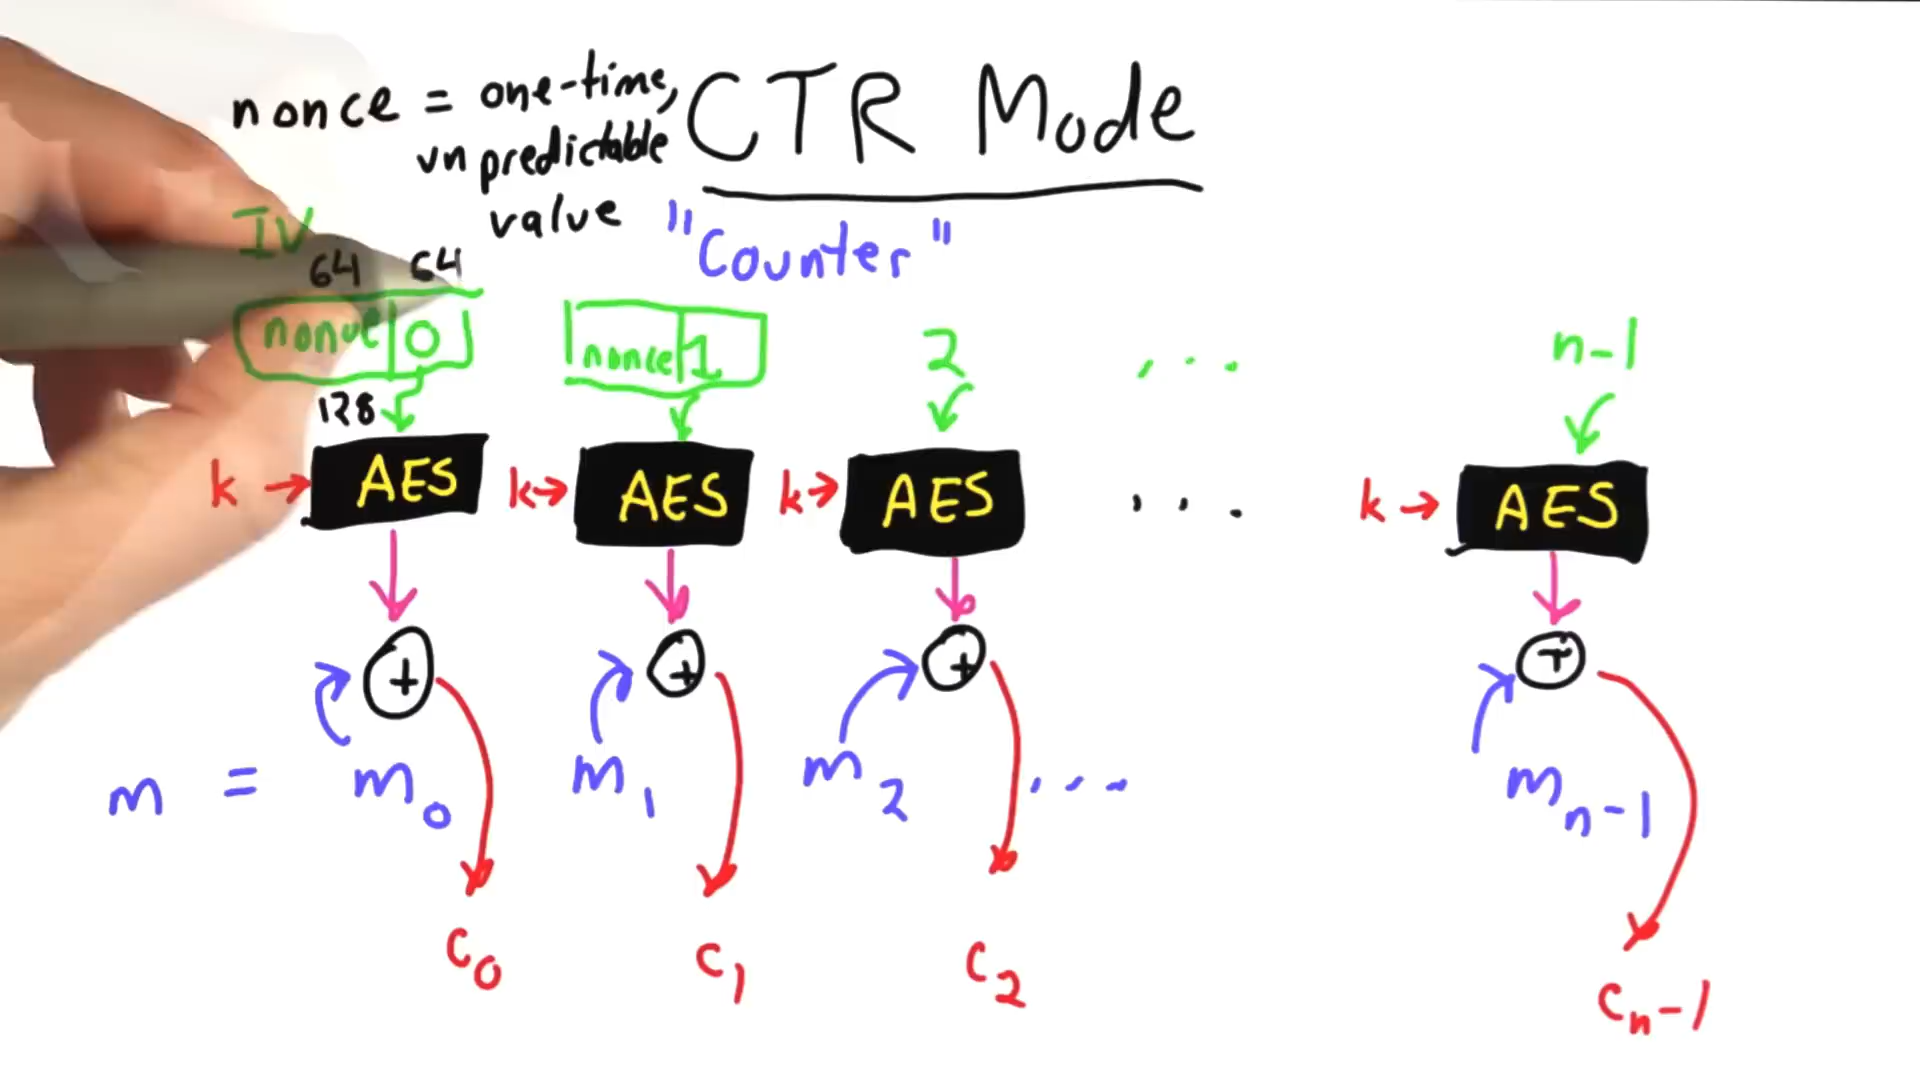 nonce = one-time,
unpredictable
value
CTR Mode
"Counter"
IV
64 64
nonce 0
nonce 1
2
...
n-1
128
k → AES
k → AES
k → AES
...
k → AES
+ + + +
m = m₀ m₁ m₂ .... mₙ₋₁
c₀ c₁ c₂ cₙ₋₁